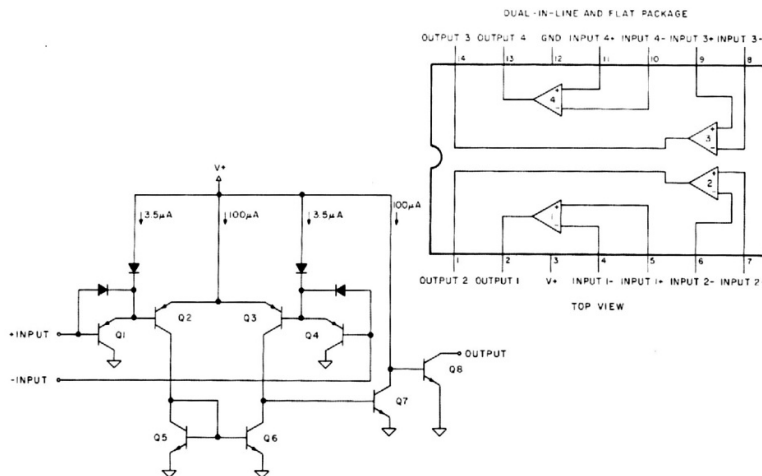 DUAL-IN-LINE AND FLAT PACKAGE
OUTPUT 3 OUTPUT 4 GND INPUT 4+ INPUT 4- INPUT 3+ INPUT 3-
14 13 12 11 10 9 8
4
3
2
1
+
-
+
-
+
-
+
-
1 2 3 4 5 6 7
OUTPUT 2 OUTPUT 1 V+ INPUT 1- INPUT 1+ INPUT 2- INPUT 2
TOP VIEW
V+
3.5µA 100µA 3.5µA 100µA
Q1 Q2 Q3 Q4
+INPUT
-INPUT
OUTPUT
Q8
Q7
Q5 Q6